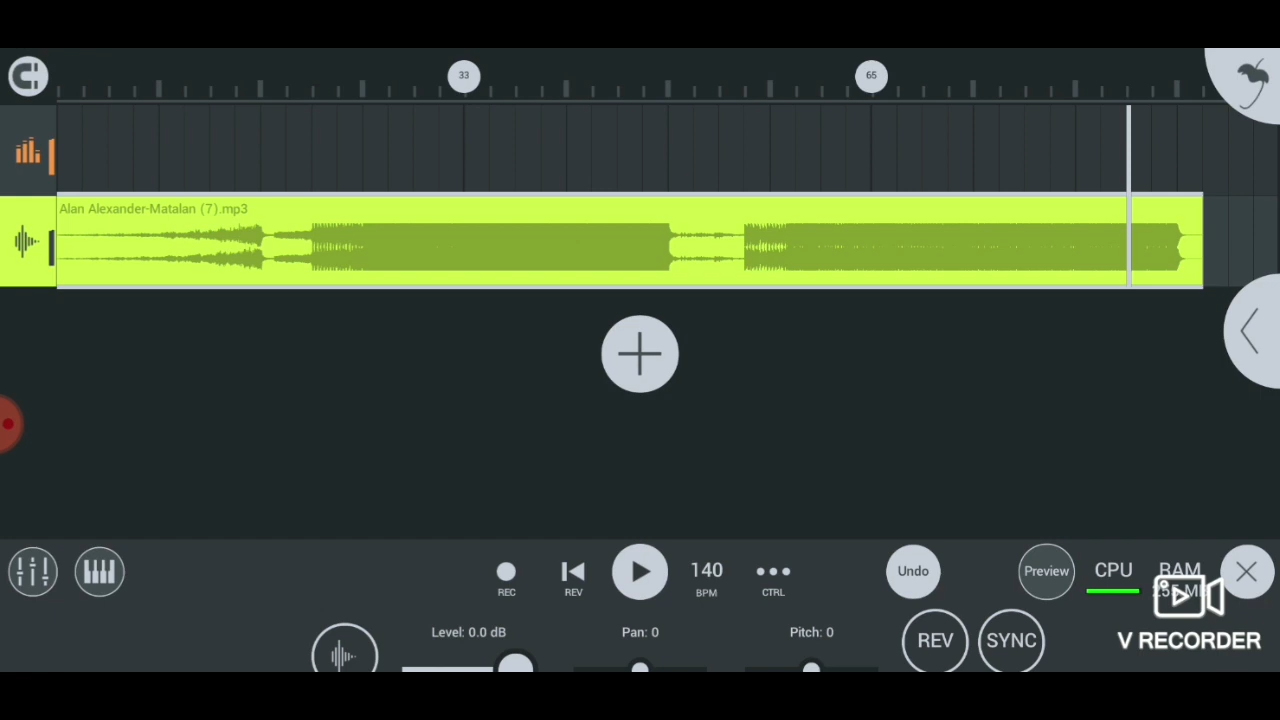 33
65
Alan Alexander-Matalan (7).mp3
REC
REV
140
BPM
CTRL
Undo
Preview
CPU
RAM
Level: 0.0 dB
Pan: 0
Pitch: 0
REV
SYNC
V RECORDER